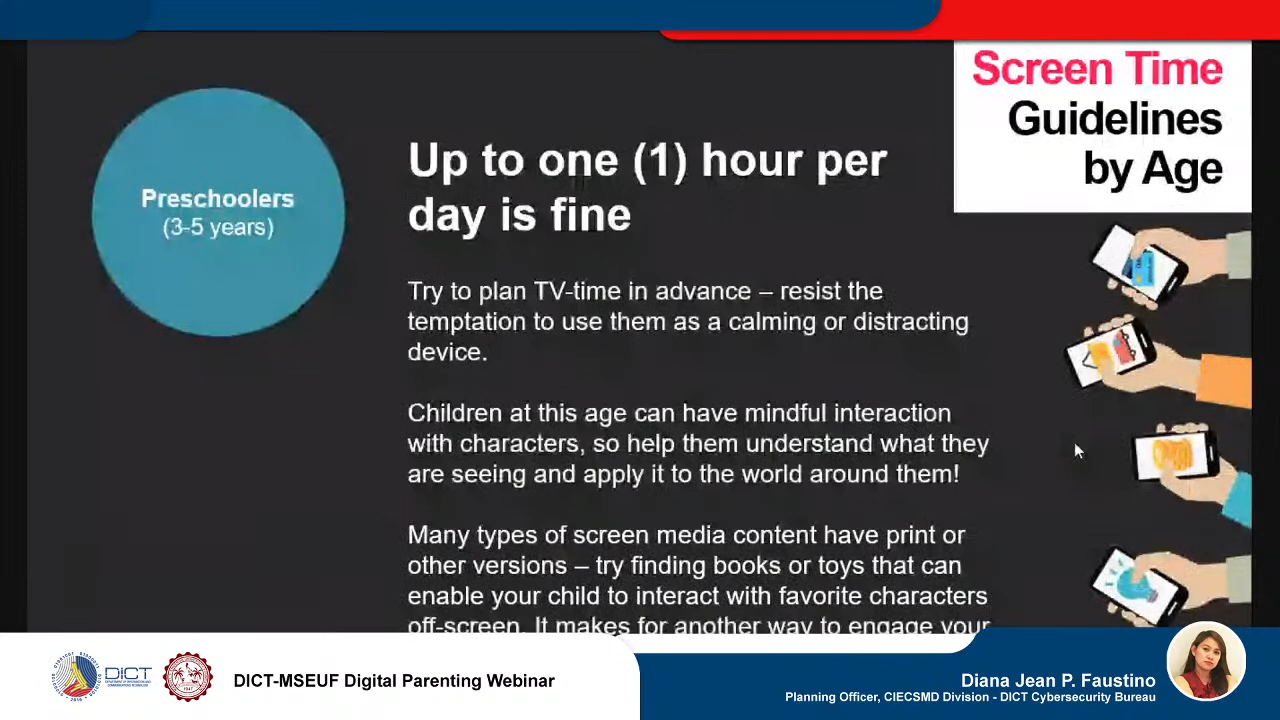 Screen Time
Guidelines
by Age
Preschoolers
(3-5 years)
Up to one (1) hour per
day is fine
Try to plan TV-time in advance – resist the
temptation to use them as a calming or distracting
device.
Children at this age can have mindful interaction
with characters, so help them understand what they
are seeing and apply it to the world around them!
Many types of screen media content have print or
other versions – try finding books or toys that can
enable your child to interact with favorite characters
off-screen. It makes for another way to engage your
DICT
DICT-MSEUF Digital Parenting Webinar
Diana Jean P. Faustino
Planning Officer, CIECSMD Division - DICT Cybersecurity Bureau